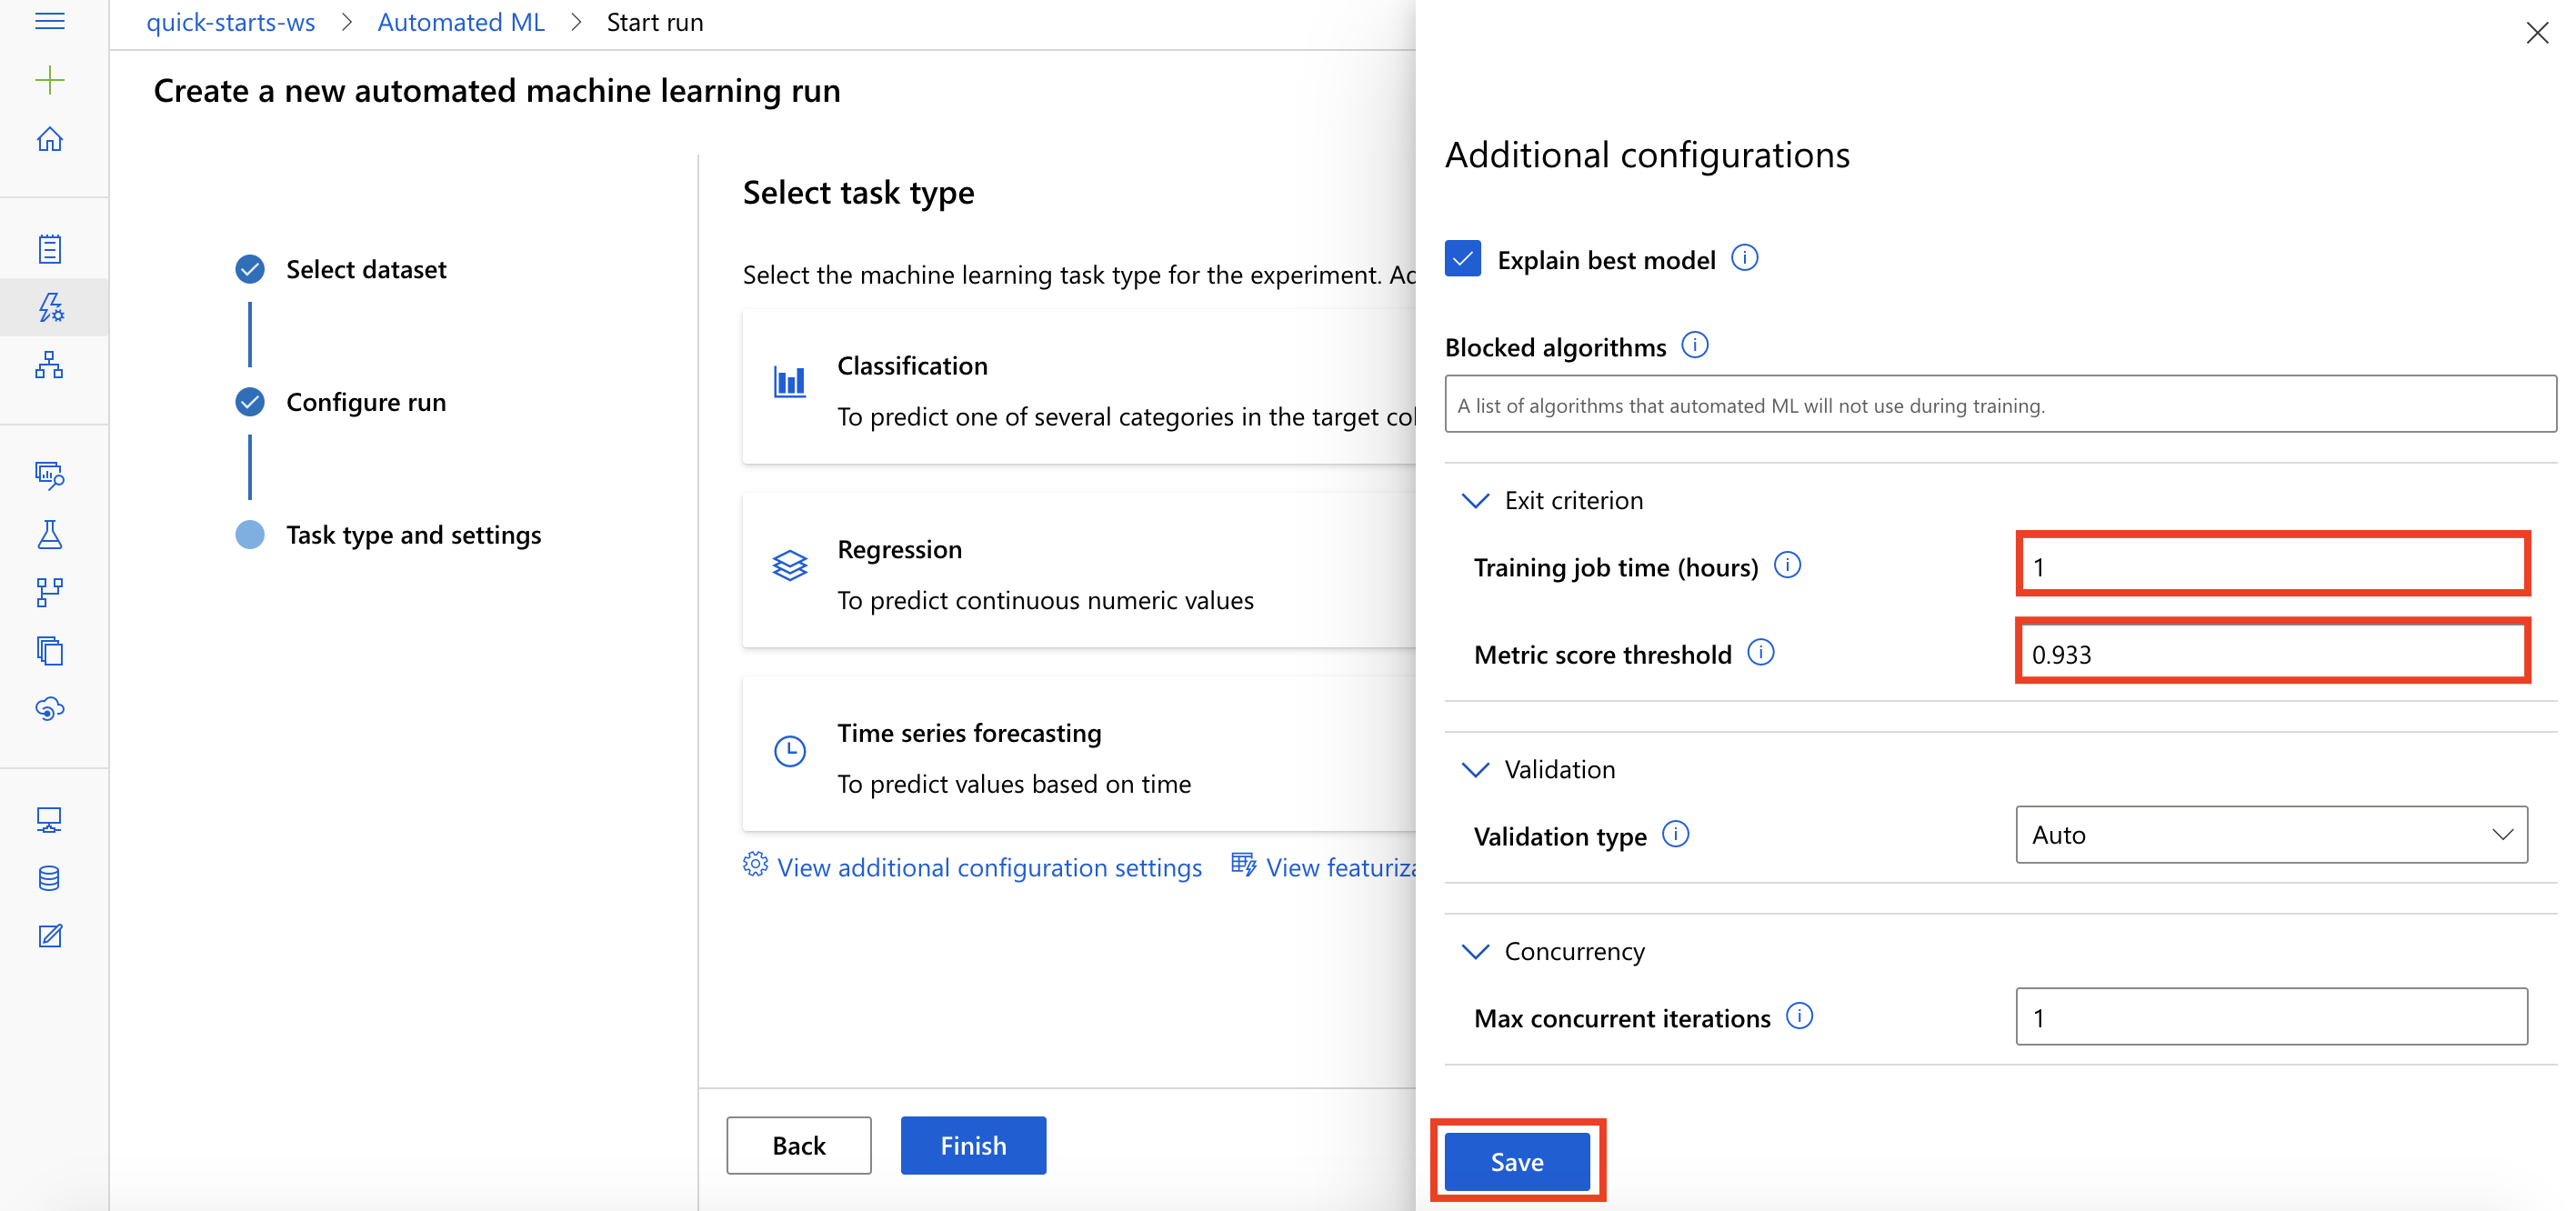 quick-starts-ws > Automated ML > Start run
Create a new automated machine learning run
Select dataset
Configure run
Task type and settings
Select task type
Select the machine learning task type for the experiment. Ad
Classification
To predict one of several categories in the target col
Regression
To predict continuous numeric values
Time series forecasting
To predict values based on time
View additional configuration settings View featuriza
Back Finish
Additional configurations
Explain best model
Blocked algorithms
A list of algorithms that automated ML will not use during training.
Exit criterion
Training job time (hours) 1
Metric score threshold 0.933
Validation
Validation type Auto
Concurrency
Max concurrent iterations 1
Save